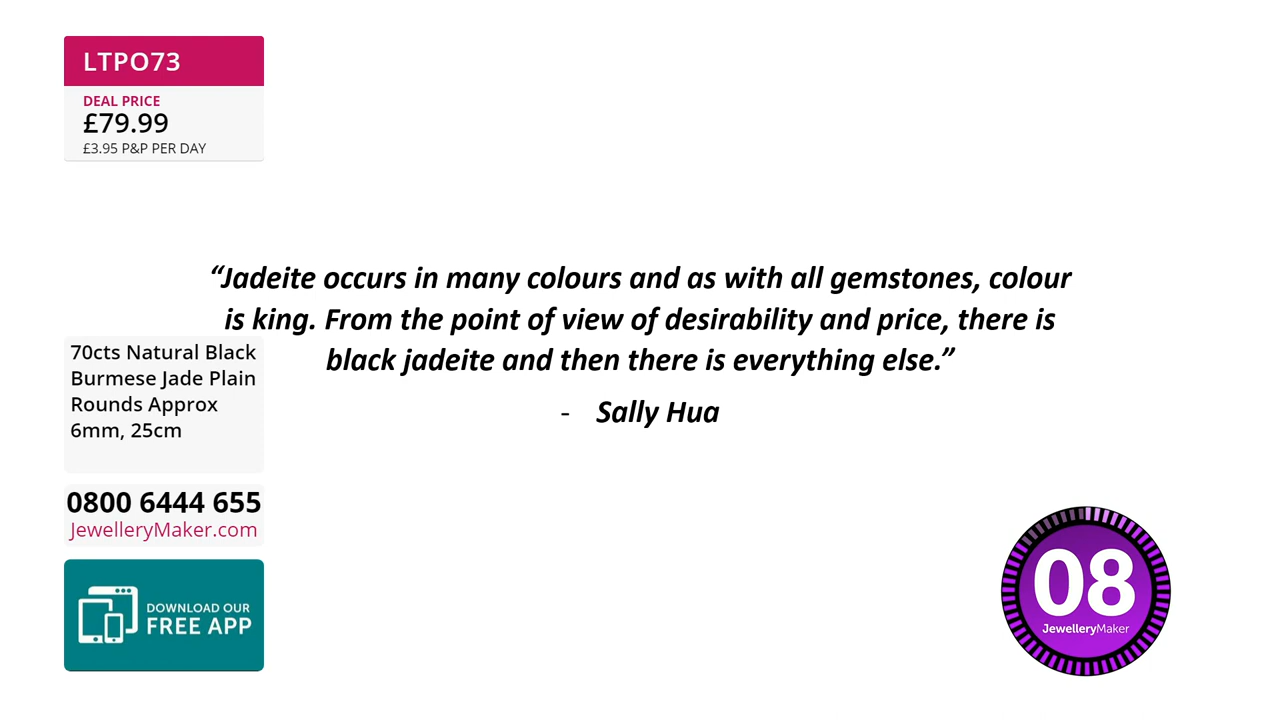 LTPO73
DEAL PRICE
£79.99
£3.95 P&P PER DAY
“Jadeite occurs in many colours and as with all gemstones, colour
is king. From the point of view of desirability and price, there is
black jadeite and then there is everything else.”
- Sally Hua
70cts Natural Black
Burmese Jade Plain
Rounds Approx
6mm, 25cm
0800 6444 655
JewelleryMaker.com
DOWNLOAD OUR
FREE APP
08
JewelleryMaker